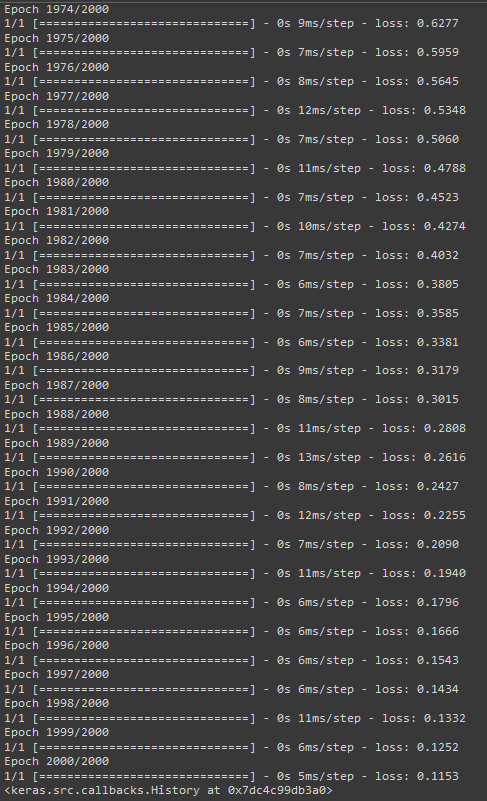 Epoch 1974/2000
1/1 [==============================] - 0s 9ms/step - loss: 0.6277
Epoch 1975/2000
1/1 [==============================] - 0s 7ms/step - loss: 0.5959
Epoch 1976/2000
1/1 [==============================] - 0s 8ms/step - loss: 0.5645
Epoch 1977/2000
1/1 [==============================] - 0s 12ms/step - loss: 0.5348
Epoch 1978/2000
1/1 [==============================] - 0s 7ms/step - loss: 0.5060
Epoch 1979/2000
1/1 [==============================] - 0s 11ms/step - loss: 0.4788
Epoch 1980/2000
1/1 [==============================] - 0s 7ms/step - loss: 0.4523
Epoch 1981/2000
1/1 [==============================] - 0s 10ms/step - loss: 0.4274
Epoch 1982/2000
1/1 [==============================] - 0s 7ms/step - loss: 0.4032
Epoch 1983/2000
1/1 [==============================] - 0s 6ms/step - loss: 0.3805
Epoch 1984/2000
1/1 [==============================] - 0s 7ms/step - loss: 0.3585
Epoch 1985/2000
1/1 [==============================] - 0s 6ms/step - loss: 0.3381
Epoch 1986/2000
1/1 [==============================] - 0s 9ms/step - loss: 0.3179
Epoch 1987/2000
1/1 [==============================] - 0s 8ms/step - loss: 0.3015
Epoch 1988/2000
1/1 [==============================] - 0s 11ms/step - loss: 0.2808
Epoch 1989/2000
1/1 [==============================] - 0s 13ms/step - loss: 0.2616
Epoch 1990/2000
1/1 [==============================] - 0s 8ms/step - loss: 0.2427
Epoch 1991/2000
1/1 [==============================] - 0s 12ms/step - loss: 0.2255
Epoch 1992/2000
1/1 [==============================] - 0s 7ms/step - loss: 0.2090
Epoch 1993/2000
1/1 [==============================] - 0s 11ms/step - loss: 0.1940
Epoch 1994/2000
1/1 [==============================] - 0s 6ms/step - loss: 0.1796
Epoch 1995/2000
1/1 [==============================] - 0s 6ms/step - loss: 0.1666
Epoch 1996/2000
1/1 [==============================] - 0s 6ms/step - loss: 0.1543
Epoch 1997/2000
1/1 [==============================] - 0s 6ms/step - loss: 0.1434
Epoch 1998/2000
1/1 [==============================] - 0s 11ms/step - loss: 0.1332
Epoch 1999/2000
1/1 [==============================] - 0s 6ms/step - loss: 0.1252
Epoch 2000/2000
1/1 [==============================] - 0s 5ms/step - loss: 0.1153
<keras.src.callbacks.History at 0x7dc4c99db3a0>